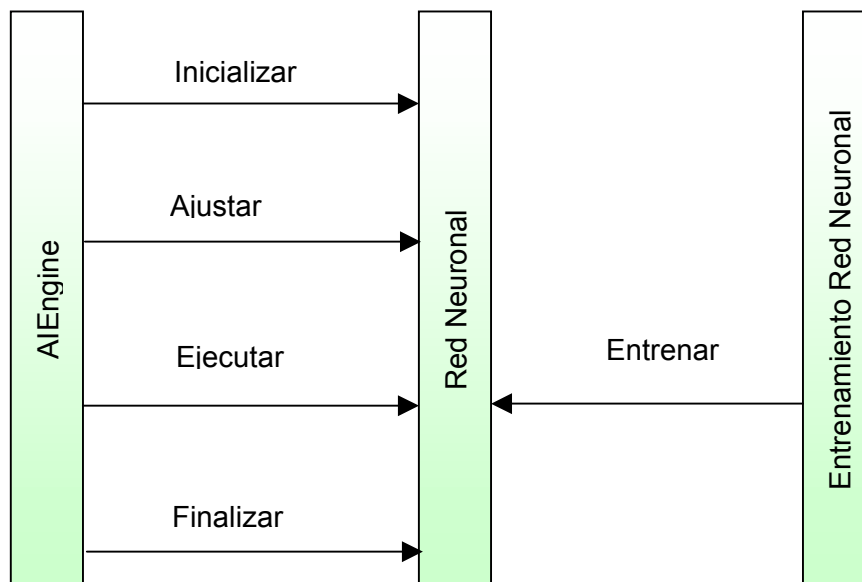 Inicializar
Ajustar
Ejecutar
Finalizar
AIEngine
Red Neuronal
Entrenar
Entrenamiento Red Neuronal